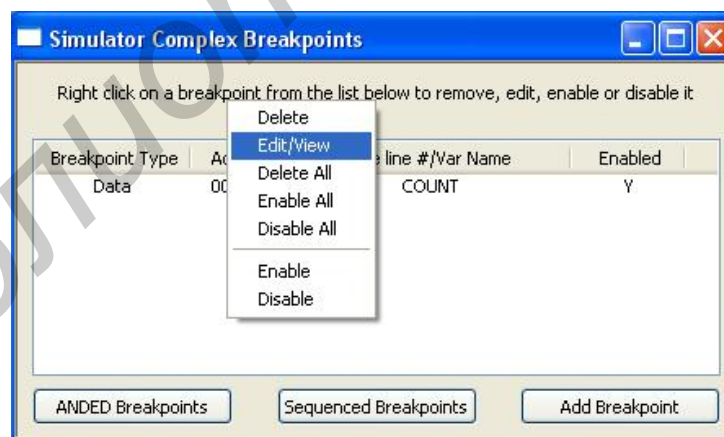 Simulator Complex Breakpoints
Right click on a breakpoint from the list below to remove, edit, enable or disable it
Breakpoint Type line #/Var Name Enabled
Data COUNT Y
Delete
Edit/View
Delete All
Enable All
Disable All
Enable
Disable
ANDED Breakpoints Sequenced Breakpoints Add Breakpoint